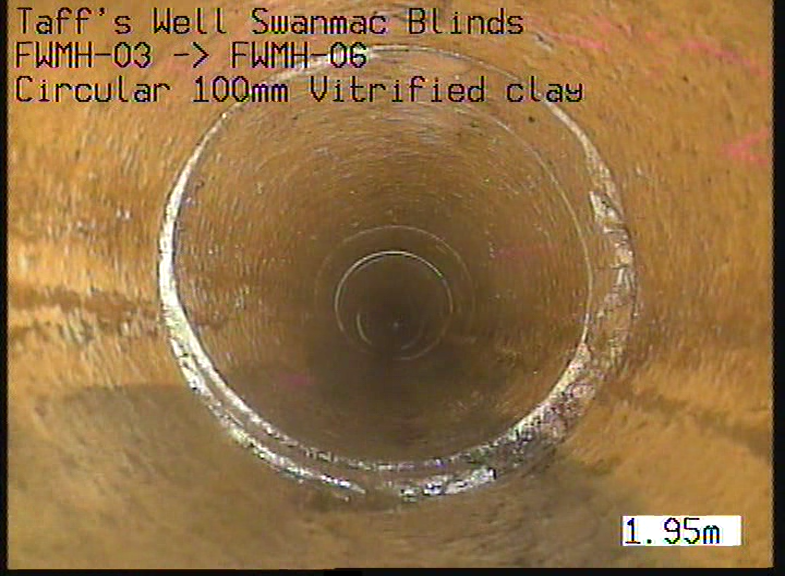 Taff's Well Swanmac Blinds
FWMH-03 -> FWMH-06
Circular 100mm Vitrified clay
1.95m